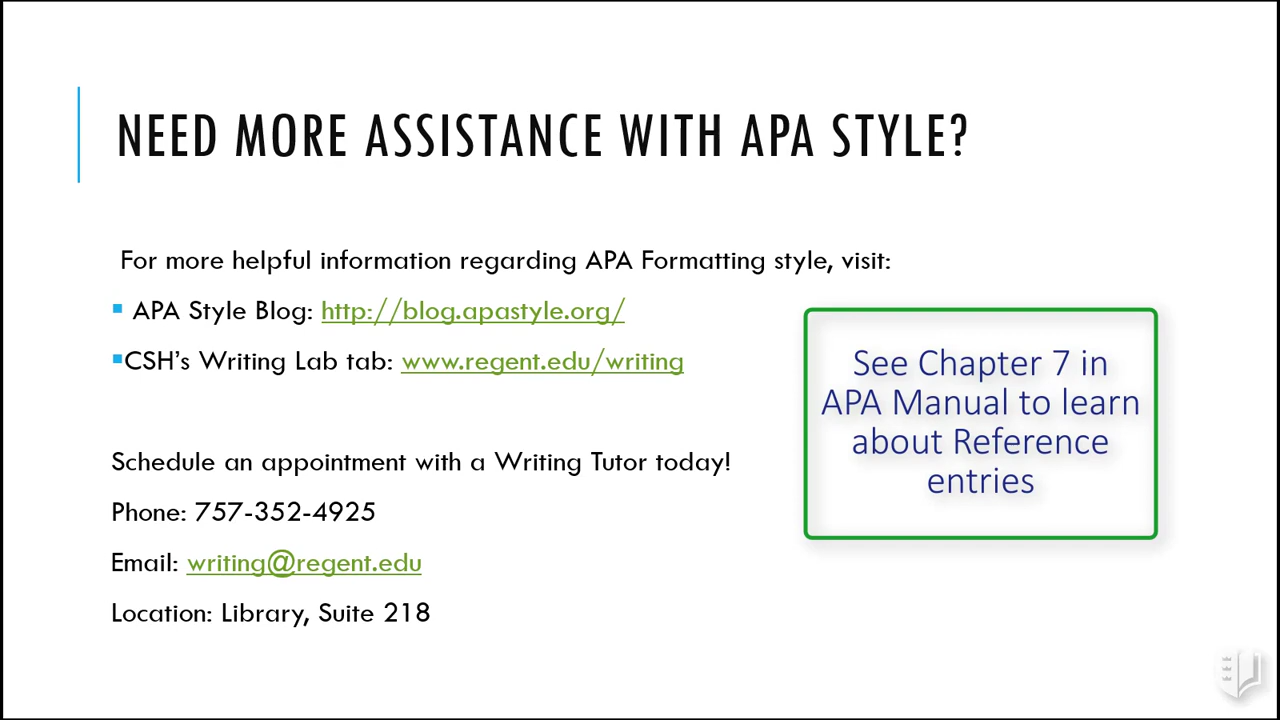 NEED MORE ASSISTANCE WITH APA STYLE?
For more helpful information regarding APA Formatting style, visit:
APA Style Blog: http://blog.apastyle.org/
CSH's Writing Lab tab: www.regent.edu/writing
Schedule an appointment with a Writing Tutor today!
Phone: 757-352-4925
Email: writing@regent.edu
Location: Library, Suite 218
See Chapter 7 in
APA Manual to learn
about Reference
entries